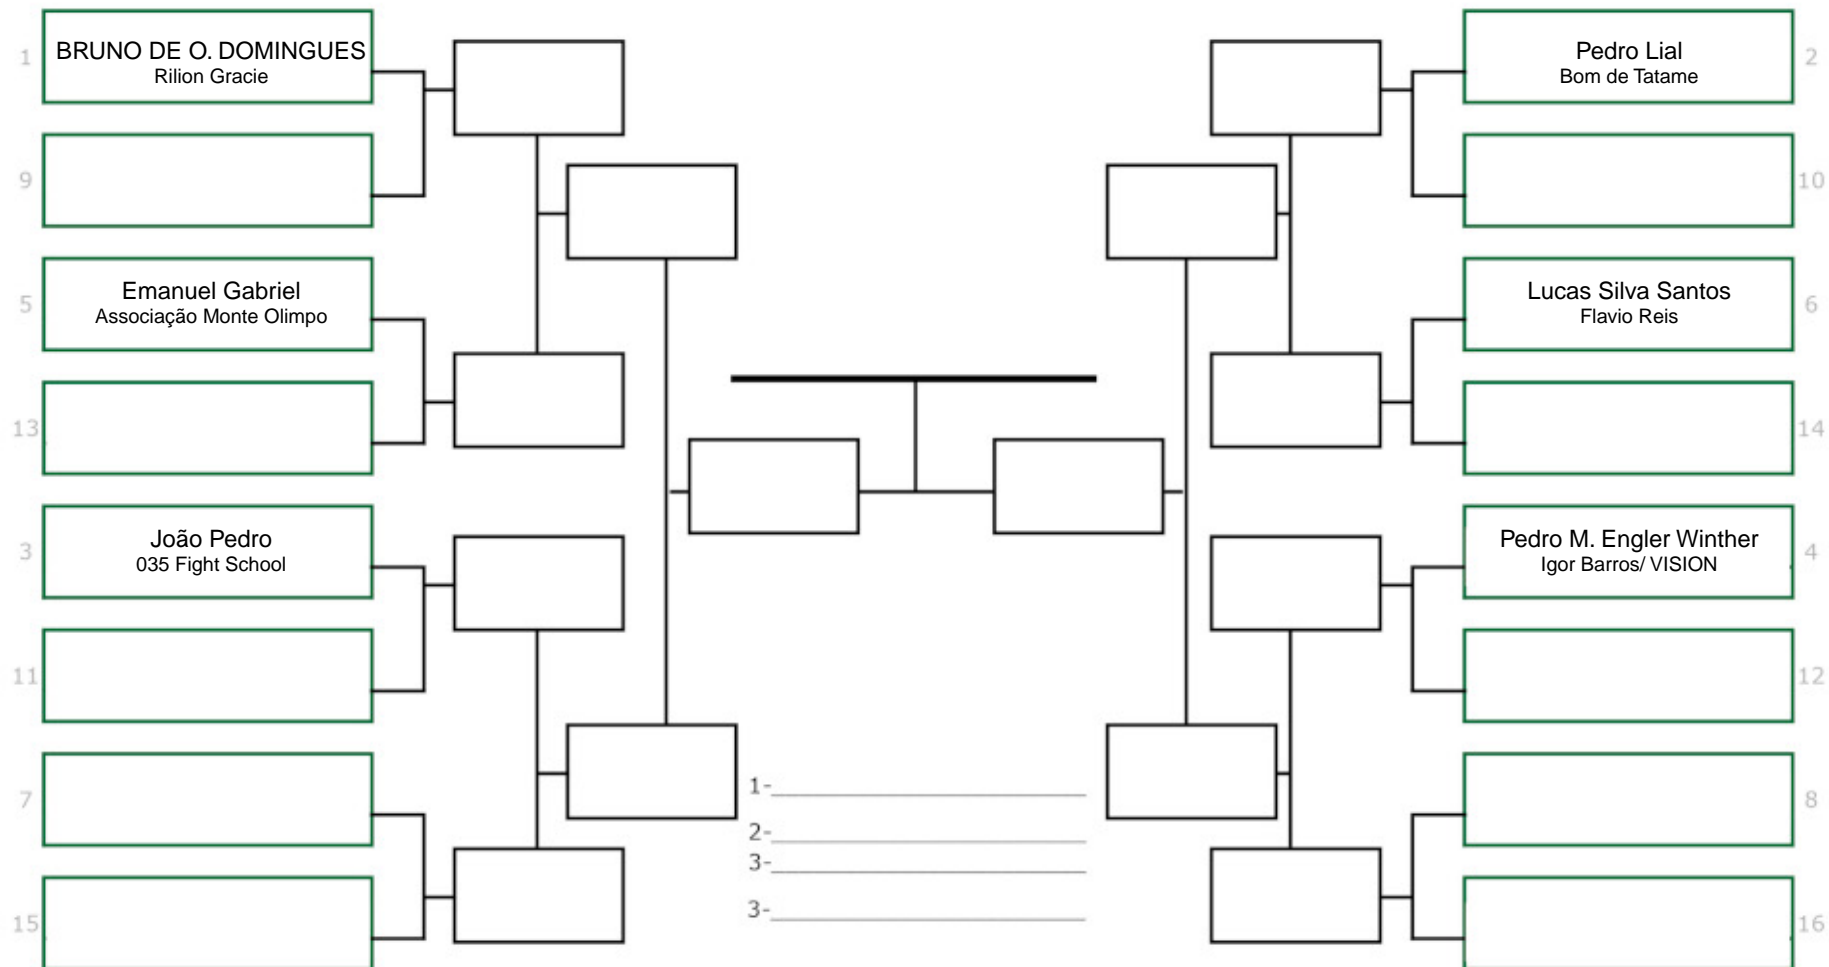 1
BRUNO DE O. DOMINGUES
Rilion Gracie
9
5
Emanuel Gabriel
Associação Monte Olimpo
13
3
João Pedro
035 Fight School
11
7
15
1-
2-
3-
3-
Pedro Lial
Bom de Tatame
2
10
Lucas Silva Santos
Flavio Reis
6
14
Pedro M. Engler Winther
Igor Barros/ VISION
4
12
8
16